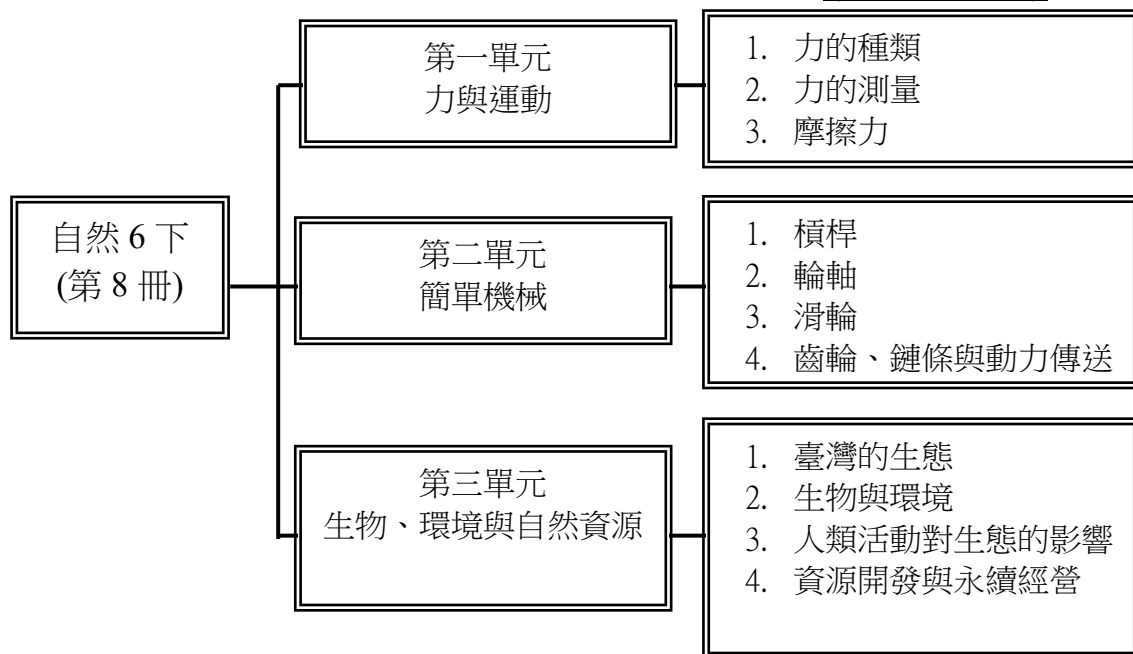 自然 6 下
(第 8 冊)
第一單元
力與運動
1. 力的種類
2. 力的測量
3. 摩擦力
第二單元
簡單機械
1. 槓桿
2. 輪軸
3. 滑輪
4. 齒輪、鏈條與動力傳送
第三單元
生物、環境與自然資源
1. 臺灣的生態
2. 生物與環境
3. 人類活動對生態的影響
4. 資源開發與永續經營